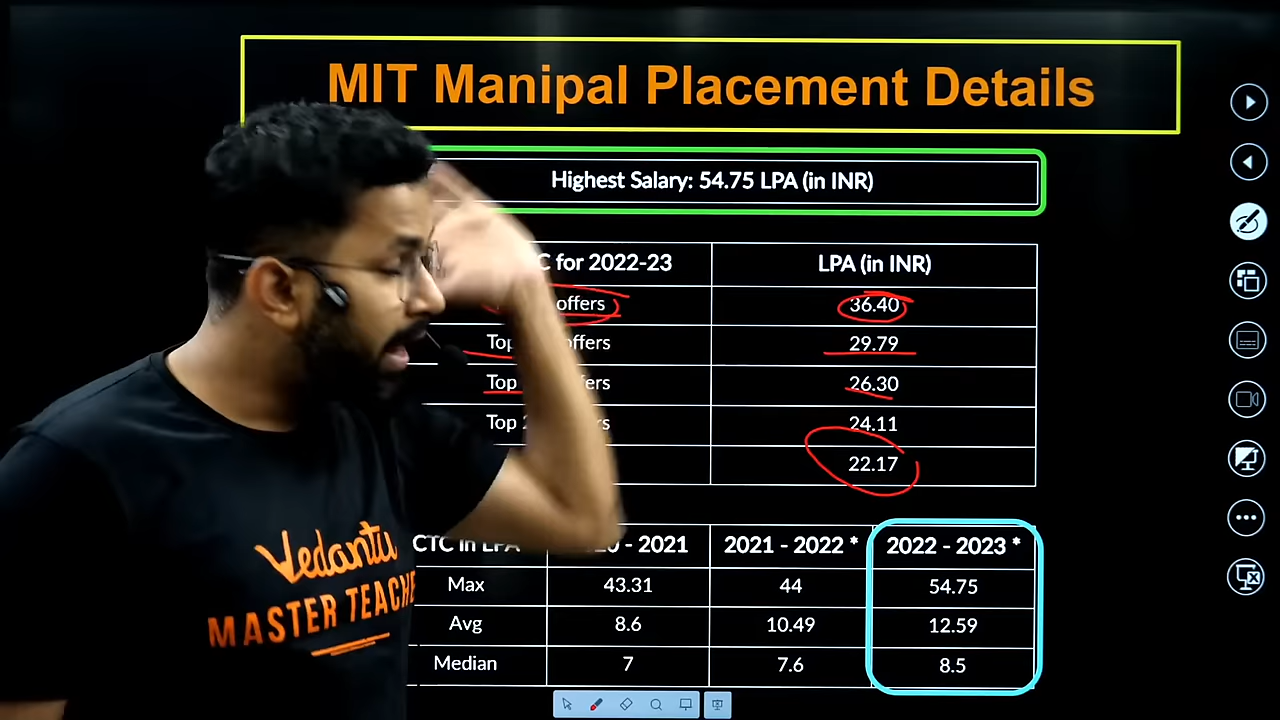 MIT Manipal Placement Details
Highest Salary: 54.75 LPA (in INR)
for 2022-23 LPA (in INR)
offers 36.40
Top 29.79
Top 26.30
Top 24.11
22.17
CTC in LPA - 2021 2021 - 2022 * 2022 - 2023 *
Max 43.31 44 54.75
Avg 8.6 10.49 12.59
Median 7 7.6 8.5
Vedantu
MASTER TEACHE